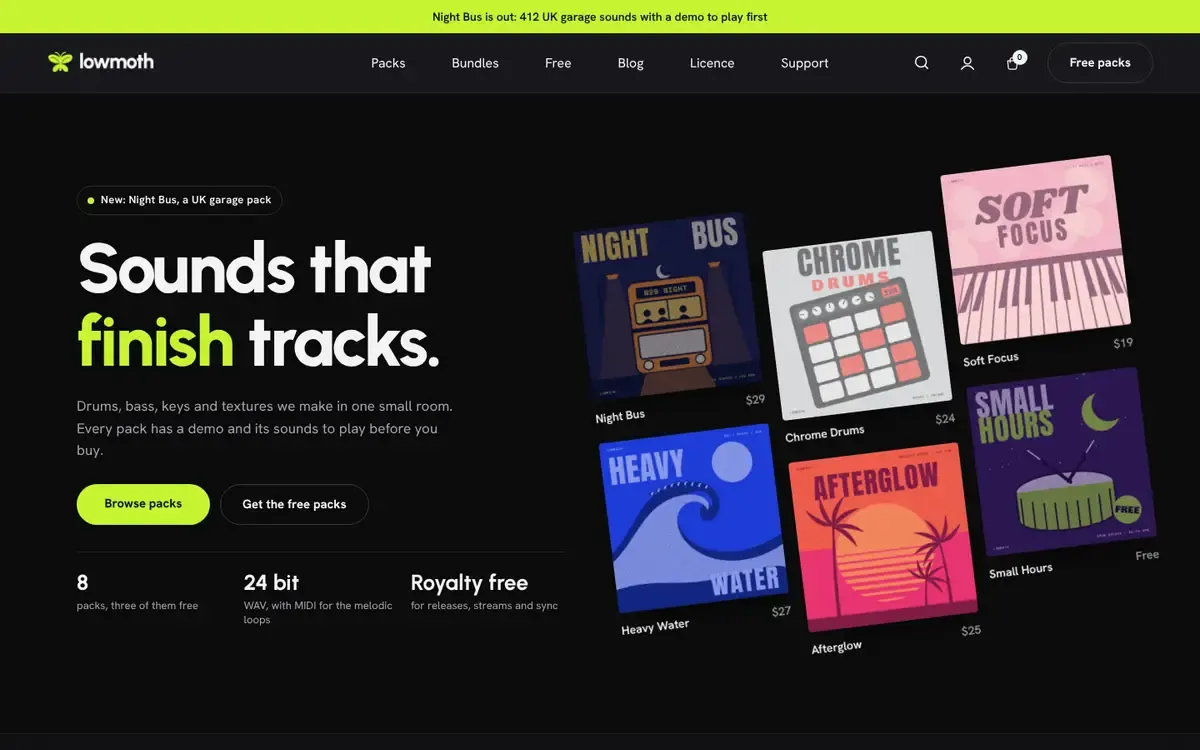 Night Bus is out: 412 UK garage sounds with a demo to play first
lowmoth
Packs
Bundles
Free
Blog
Licence
Support
0
Free packs
New: Night Bus, a UK garage pack
Sounds that
finish tracks.
Drums, bass, keys and textures we make in one small room.
Every pack has a demo and its sounds to play before you
buy.
Browse packs
Get the free packs
8
packs, three of them free
24 bit
WAV, with MIDI for the melodic
loops
Royalty free
for releases, streams and sync
NIGHT BUS
Night Bus
$29
CHROME
DRUMS
Chrome Drums
$24
SOFT
FOCUS
Soft Focus
$19
HEAVY
WATER
Heavy Water
$27
AFTERGLOW
Afterglow
$25
SMALL
HOURS
FREE
Small Hours
Free